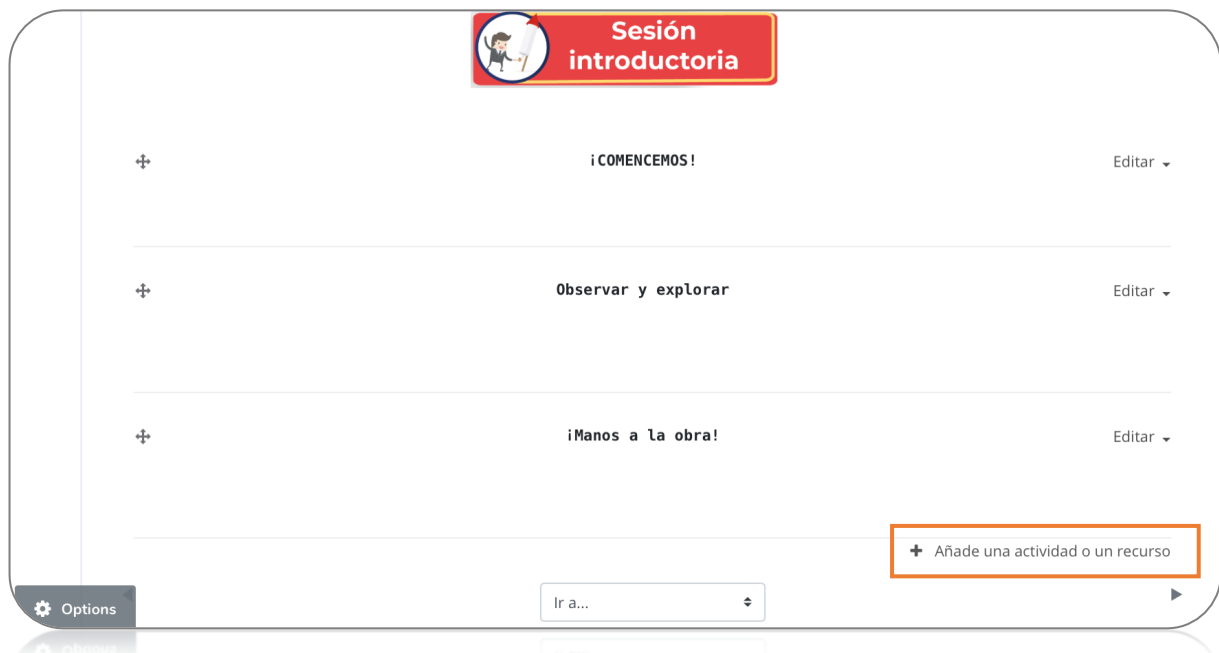 Sesión
introductoria
¡COMENCEMOS!
Editar
Observar y explorar
Editar
¡Manos a la obra!
Editar
Añade una actividad o un recurso
Options
Ir a...